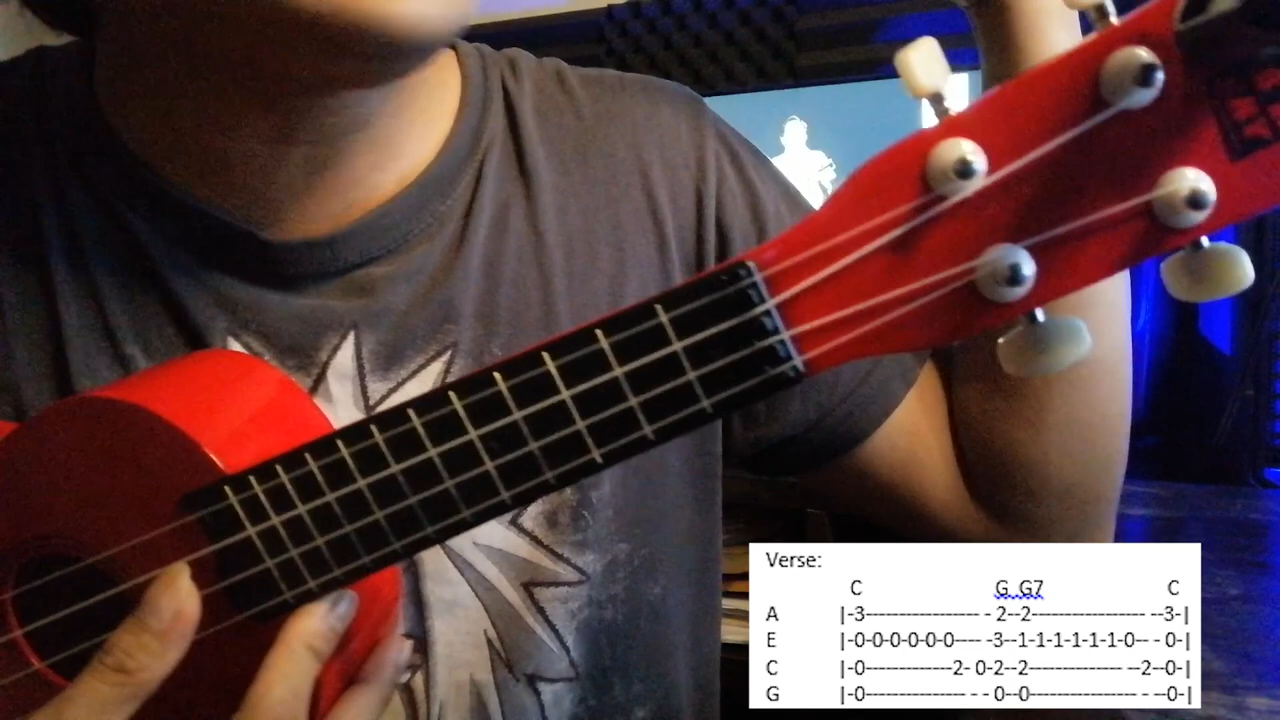 Verse:
C G G7 C
A |-3------------------- - 2--2------------------- --3-|
E |-0-0-0-0-0-0---- -3--1-1-1-1-1-1-0-- - 0-|
C |-0---------------2- 0-2--2------------------ --2--0-|
G |-0----------------- - - - 0--0------------------- - --0-|